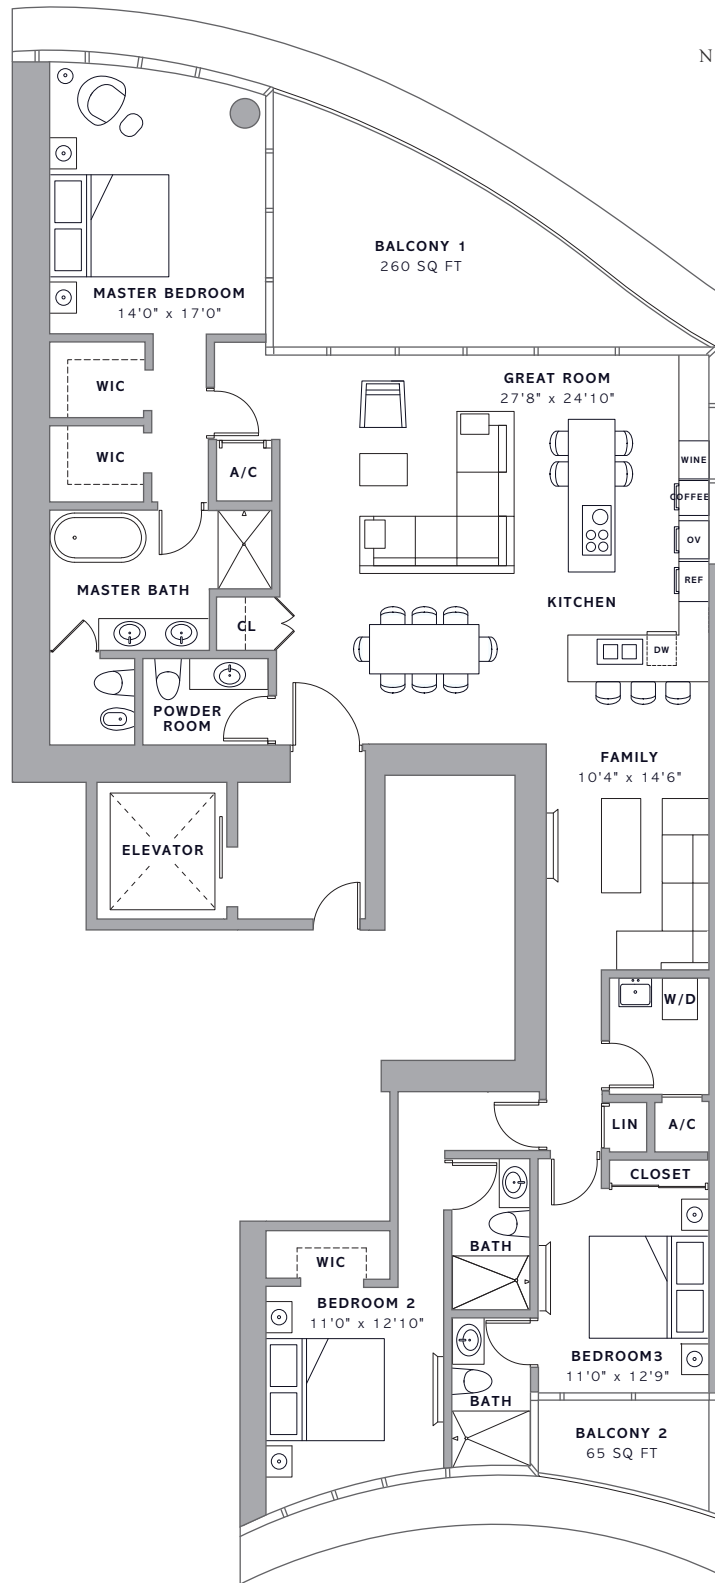 N
BALCONY 1
260 SQ FT
MASTER BEDROOM
14'0" x 17'0"
GREAT ROOM
27'8" x 24'10"
WIC
WIC
A/C
WINE
COFFEE
OV
REF
MASTER BATH
KITCHEN
CL
DW
POWDER
ROOM
FAMILY
10'4" x 14'6"
ELEVATOR
W/D
LIN
A/C
CLOSET
BATH
WIC
BEDROOM 2
11'0" x 12'10"
BEDROOM3
11'0" x 12'9"
BATH
BALCONY 2
65 SQ FT